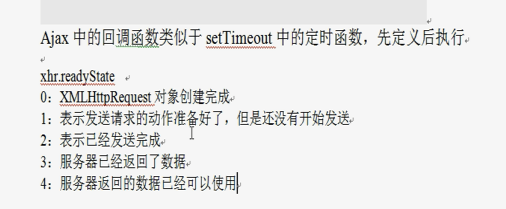 Ajax 中的回调函数类似于 setTimeout 中的定时函数，先定义后执行
xhr.readyState
0：XMLHttpRequest 对象创建完成
1：表示发送请求的动作准备好了，但是还没有开始发送
2：表示已经发送完成
3：服务器已经返回了数据
4：服务器返回的数据已经可以使用